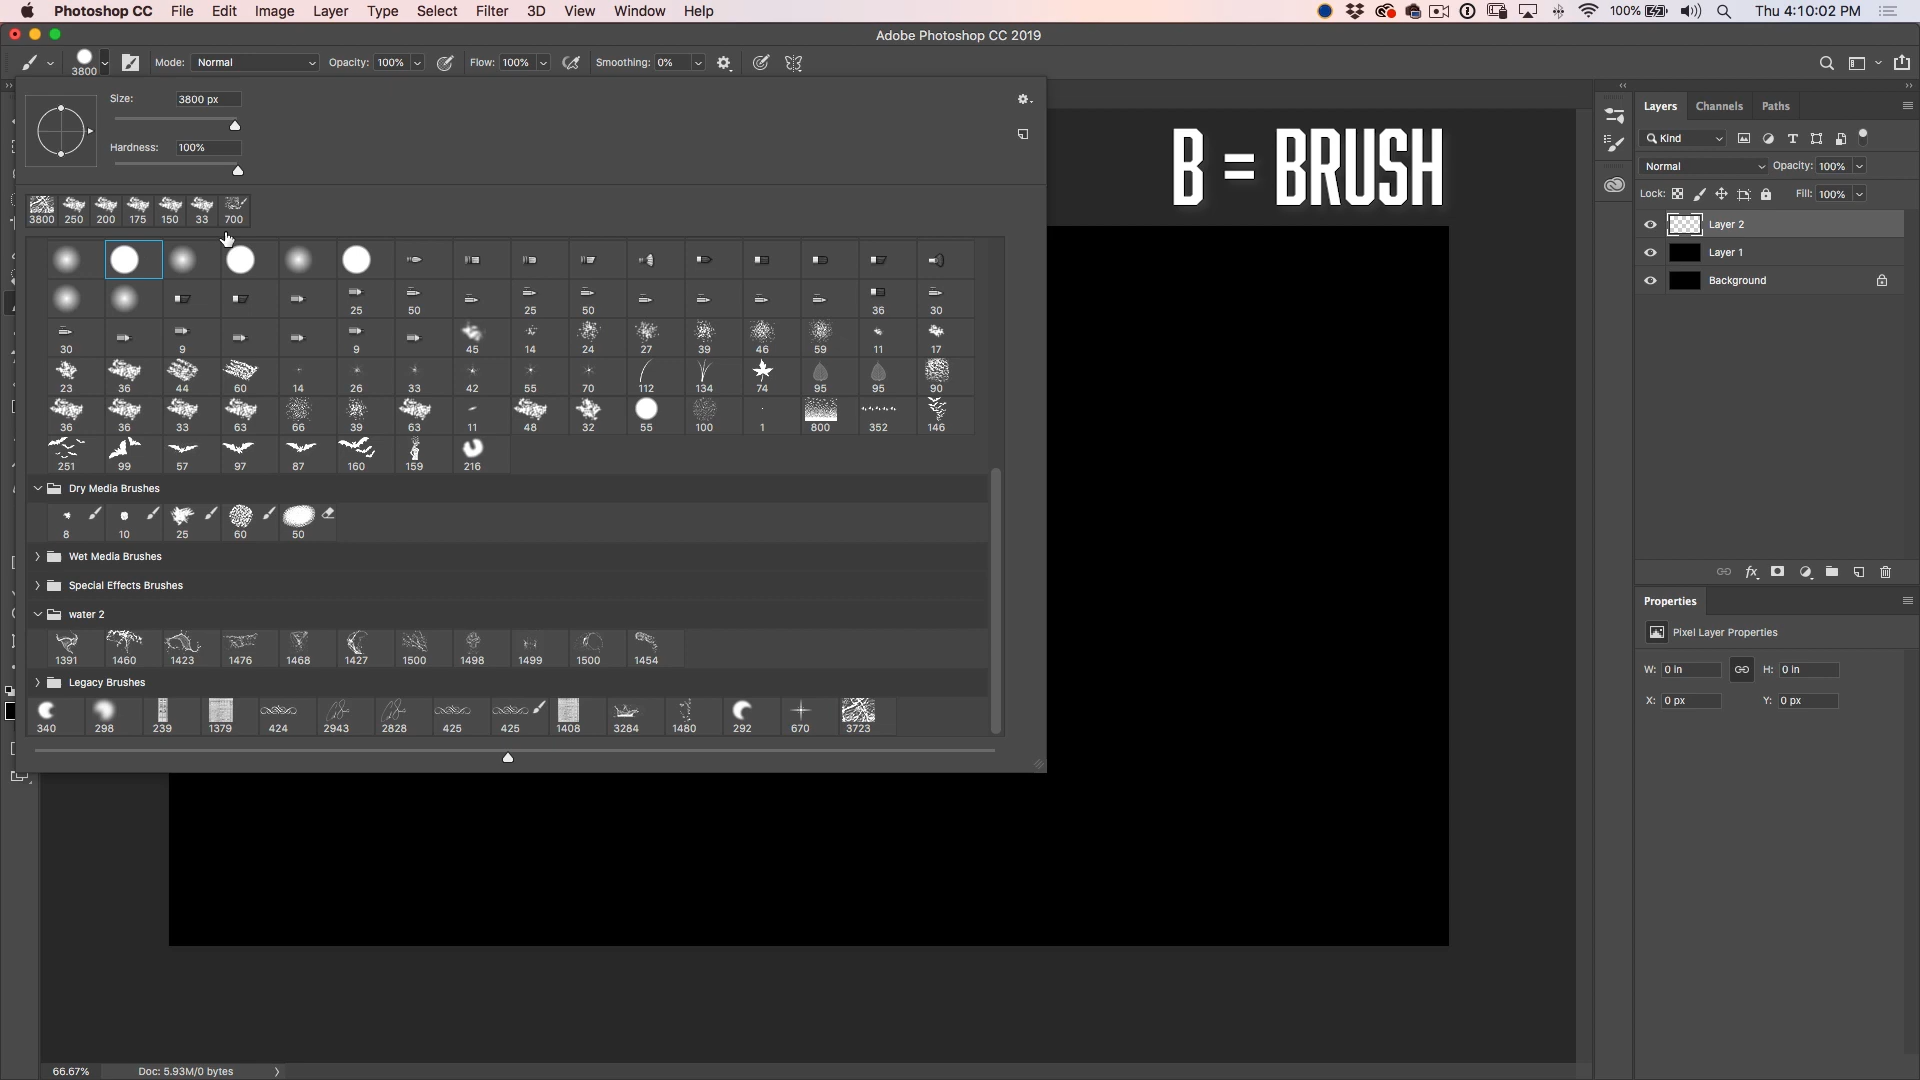 Photoshop CC File Edit Image Layer Type Select Filter 3D View Window Help 100% Thu 4:10:02 PM
Adobe Photoshop CC 2019
3800 Mode: Normal Opacity: 100% Flow: 100% Smoothing: 0%
Size: 3800 px
Hardness: 100%
3800 250 200 175 150 33 700
25 50 25 50 36 30
30 9 9 45 14 24 27 39 46 59 11 17
23 36 44 60 14 26 33 42 55 70 112 134 74 95 95 90
36 36 33 63 66 39 63 11 48 32 55 100 1 800 352 146
251 99 57 97 87 160 159 216
Dry Media Brushes
8 10 25 60 50
Wet Media Brushes
Special Effects Brushes
water 2
1391 1460 1423 1476 1468 1427 1500 1498 1499 1500 1454
Legacy Brushes
340 298 239 1379 424 2943 2828 425 425 1408 3284 1480 292 670 3723
B = BRUSH
Layers Channels Paths
Kind
Normal Opacity: 100%
Lock: Fill: 100%
Layer 2
Layer 1
Background
fx
Properties
Pixel Layer Properties
W: 0 in H: 0 in
X: 0 px Y: 0 px
66.67% Doc: 5.93M/0 bytes